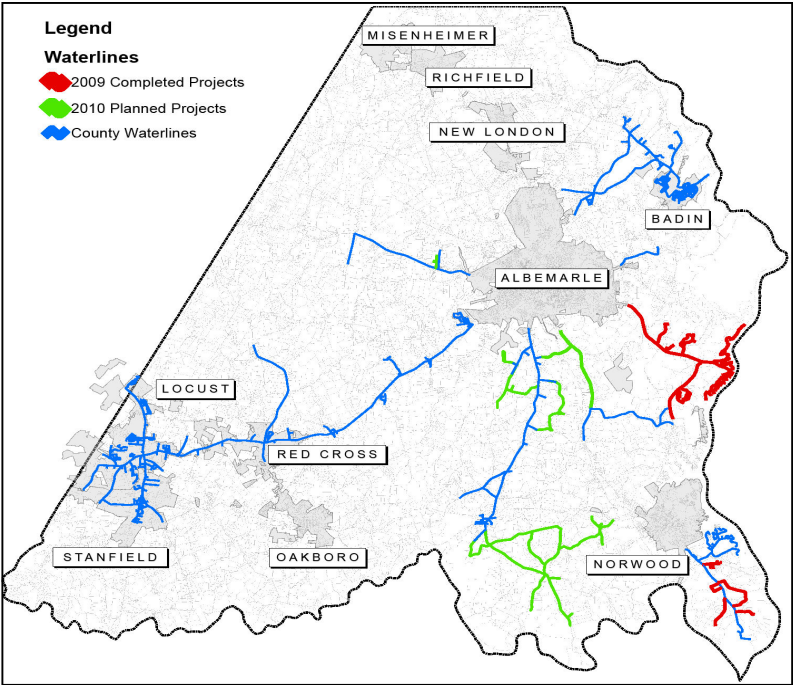 Legend
Waterlines
2009 Completed Projects
2010 Planned Projects
County Waterlines
MISENHEIMER
RICHFIELD
NEW LONDON
BADIN
ALBEMARLE
LOCUST
RED CROSS
STANFIELD
OAKBORO
NORWOOD